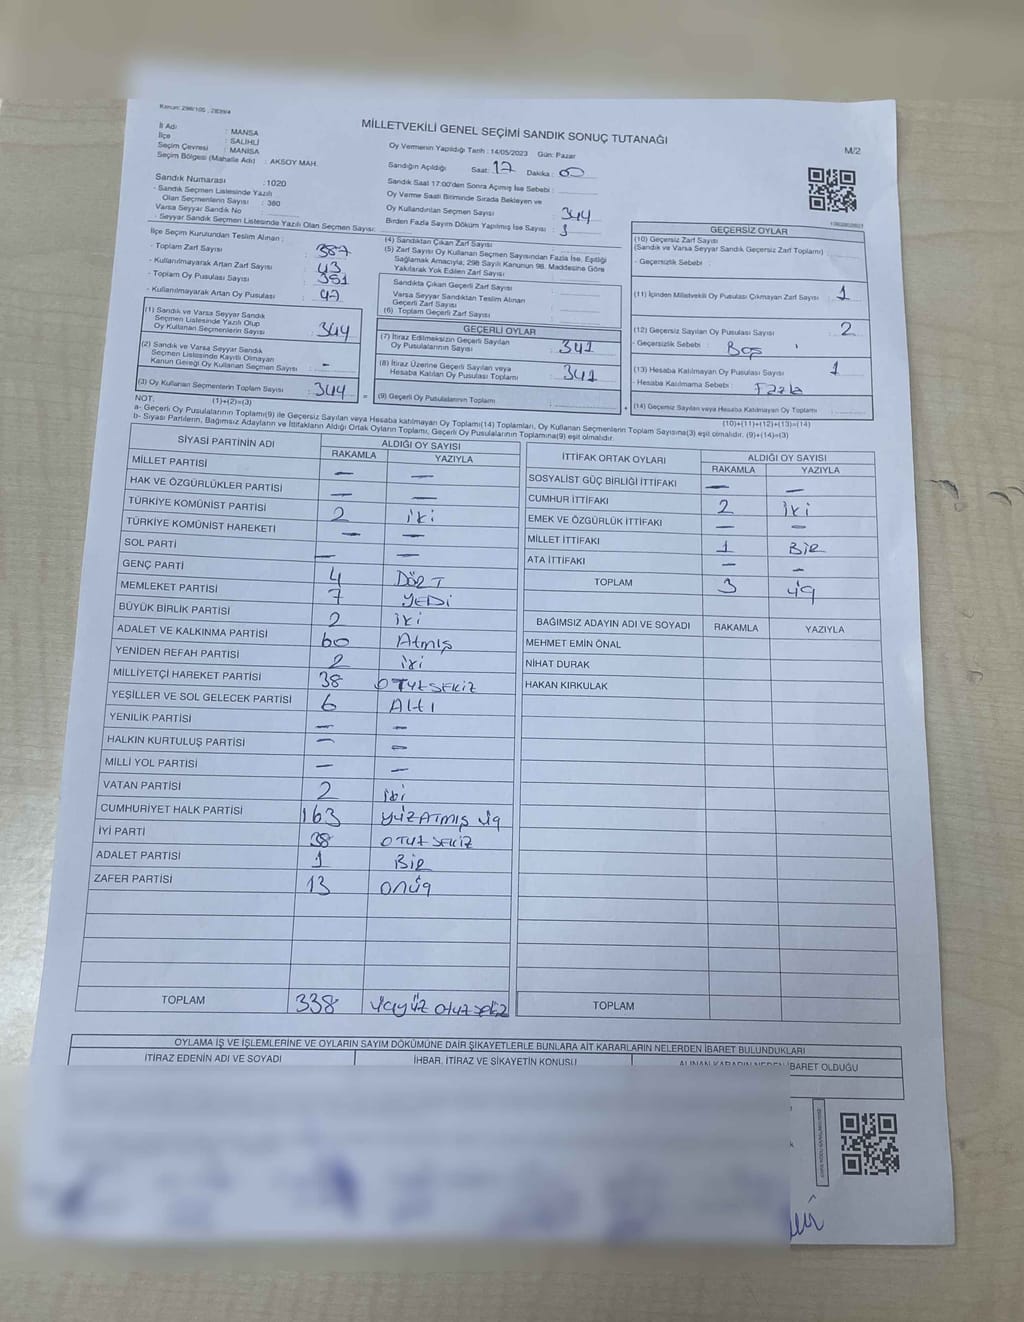 Kanun: 298/105 , 2839/4
MİLLETVEKİLİ GENEL SEÇİMİ SANDIK SONUÇ TUTANAĞI
M/2
İl Adı : MANİSA
İlçe : SALİHLİ
Seçim Çevresi : MANİSA
Seçim Bölgesi (Mahalle Adı) : AKSOY MAH.
Sandık Numarası : 1020
- Sandık Seçmen Listesinde Yazılı
Olan Seçmenlerin Sayısı : 380
Varsa Seyyar Sandık No
- Seyyar Sandık Seçmen Listesinde Yazılı Olan Seçmen Sayısı:
Oy Vermenin Yapıldığı Tarih : 14/05/2023 Gün: Pazar
Sandığın Açıldığı Saat: 17 Dakika: 00
Sandık Saat 17:00'den Sonra Açılmış İse Sebebi :
Oy Verme Saati Bitiminde Sırada Bekleyen ve
Oy Kullandırılan Seçmen Sayısı : 344
Birden Fazla Sayım Döküm Yapılmış İse Sayısı : 1
İlçe Seçim Kurulundan Teslim Alınan ;
- Toplam Zarf Sayısı : 387
- Kullanılmayarak Artan Zarf Sayısı : 43
- Toplam Oy Pusulası Sayısı : 391
- Kullanılmayarak Artan Oy Pusulası : 47
(1) Sandık ve Varsa Seyyar Sandık
Seçmen Listesinde Yazılı Olup
Oy Kullanan Seçmenlerin Sayısı : 344
(2) Sandık ve Varsa Seyyar Sandık
Seçmen Listesinde Kayıtlı Olmayan
Kanun Gereği Oy Kullanan Seçmen Sayısı : -
(3) Oy Kullanan Seçmenlerin Toplam Sayısı : 344
(4) Sandıktan Çıkan Zarf Sayısı :
(5) Zarf Sayısı Oy Kullanan Seçmen Sayısından Fazla İse, Eşitliği
Sağlamak Amacıyla; 298 Sayılı Kanunun 98. Maddesine Göre
Yakılarak Yok Edilen Zarf Sayısı :
Sandıkta Çıkan Geçerli Zarf Sayısı :
Varsa Seyyar Sandıktan Teslim Alınan
Geçerli Zarf Sayısı :
(6) Toplam Geçerli Zarf Sayısı :
GEÇERLİ OYLAR
(7) İtiraz Edilmeksizin Geçerli Sayılan
Oy Pusulalarının Sayısı : 341
(8) İtiraz Üzerine Geçerli Sayılan veya
Hesaba Katılan Oy Pusulası Toplamı : 341
(9) Geçerli Oy Pusulalarının Toplamı :
GEÇERSİZ OYLAR
(10) Geçersiz Zarf Sayısı
(Sandık ve Varsa Seyyar Sandık Geçersiz Zarf Toplamı) :
- Geçersizlik Sebebi :
(11) İçinden Milletvekili Oy Pusulası Çıkmayan Zarf Sayısı : 1
(12) Geçersiz Sayılan Oy Pusulası Sayısı : 2
- Geçersizlik Sebebi : Boş
(13) Hesaba Katılmayan Oy Pusulası Sayısı : 1
- Hesaba Katılmama Sebebi : Fazla
(14) Geçersiz Sayılan veya Hesaba Katılmayan Oy Toplamı :
NOT: (1)+(2)=(3)
(10)+(11)+(12)+(13)=(14)
a- Geçerli Oy Pusulalarının Toplamı(9) ile Geçersiz Sayılan veya Hesaba katılmayan Oy Toplamı(14) Toplamları, Oy Kullanan Seçmenlerin Toplam Sayısına(3) eşit olmalıdır. (9)+(14)=(3)
b- Siyasi Partilerin, Bağımsız Adayların ve İttifakların Aldığı Ortak Oyların Toplamı, Geçerli Oy Pusulalarının Toplamına(9) eşit olmalıdır.
SİYASİ PARTİNİN ADI
ALDIĞI OY SAYISI
RAKAMLA YAZIYLA
MİLLET PARTİSİ — —
HAK VE ÖZGÜRLÜKLER PARTİSİ — —
TÜRKİYE KOMÜNİST PARTİSİ 2 iki
TÜRKİYE KOMÜNİST HAREKETİ — —
SOL PARTİ — —
GENÇ PARTİ 4 DÖRT
MEMLEKET PARTİSİ 7 YEDİ
BÜYÜK BİRLİK PARTİSİ 2 iki
ADALET VE KALKINMA PARTİSİ 60 Atmış
YENİDEN REFAH PARTİSİ 2 iki
MİLLİYETÇİ HAREKET PARTİSİ 38 OTUZSEKİZ
YEŞİLLER VE SOL GELECEK PARTİSİ 6 ALtI
YENİLİK PARTİSİ — —
HALKIN KURTULUŞ PARTİSİ — —
MİLLİ YOL PARTİSİ — —
VATAN PARTİSİ 2 iki
CUMHURİYET HALK PARTİSİ 163 YÜZATMIŞ üç
İYİ PARTİ 38 OTUZ SEKİZ
ADALET PARTİSİ 1 BİR
ZAFER PARTİSİ 13 onüç
TOPLAM 338 üçyüz otuzsekiz
İTTİFAK ORTAK OYLARI
ALDIĞI OY SAYISI
RAKAMLA YAZIYLA
SOSYALİST GÜÇ BİRLİĞİ İTTİFAKI — —
CUMHUR İTTİFAKI 2 iki
EMEK VE ÖZGÜRLÜK İTTİFAKI — —
MİLLET İTTİFAKI 1 BİR
ATA İTTİFAKI — —
TOPLAM 3 üç
BAĞIMSIZ ADAYIN ADI VE SOYADI RAKAMLA YAZIYLA
MEHMET EMİN ÖNAL
NİHAT DURAK
HAKAN KIRKULAK
TOPLAM
OYLAMA İŞ VE İŞLEMLERİNE VE OYLARIN SAYIM DÖKÜMÜNE DAİR ŞİKAYETLERLE BUNLARA AİT KARARLARIN NELERDEN İBARET BULUNDUKLARI
İTİRAZ EDENİN ADI VE SOYADI İHBAR, İTİRAZ VE ŞİKAYETİN KONUSU ALINAN KARARIN NEDEN İBARET OLDUĞU